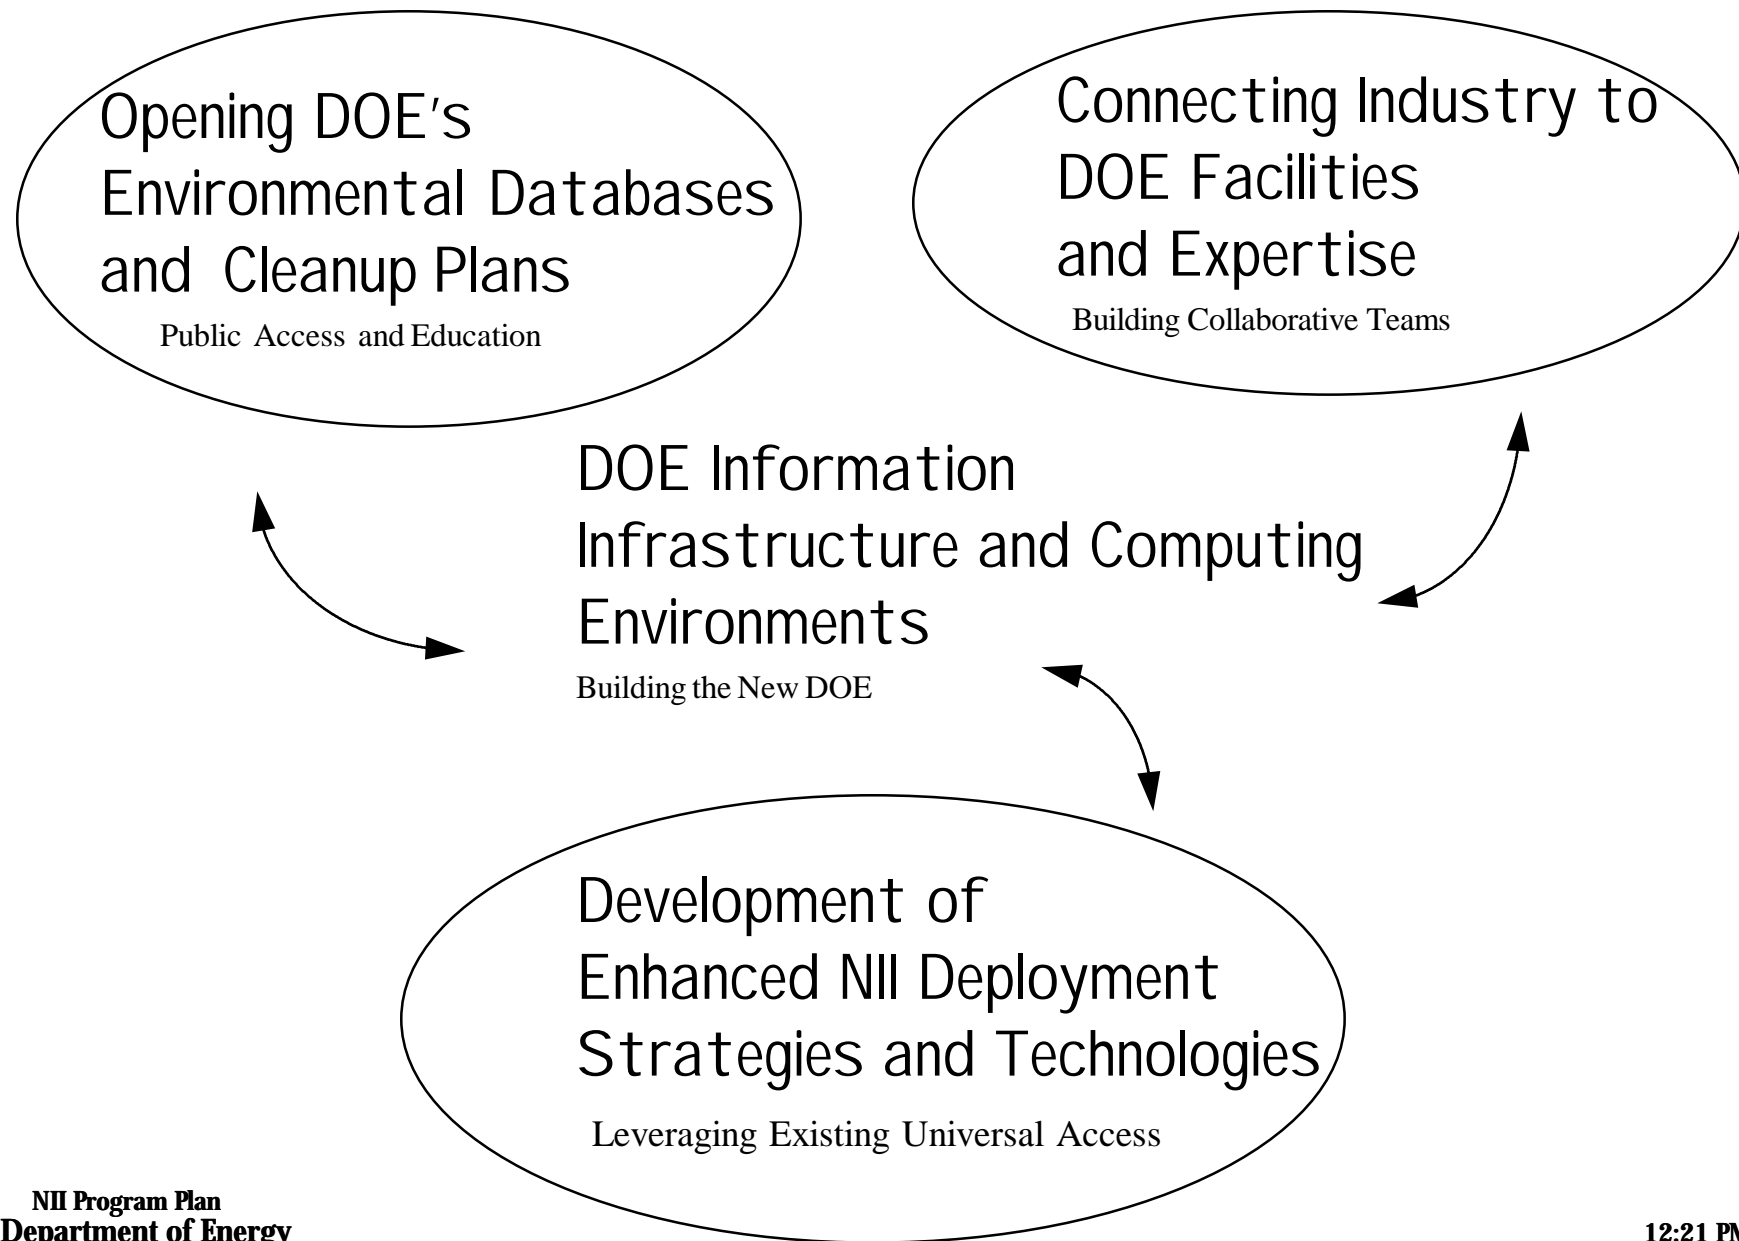 Opening DOE's
Environmental Databases
and Cleanup Plans
Public Access and Education
Connecting Industry to
DOE Facilities
and Expertise
Building Collaborative Teams
DOE Information
Infrastructure and Computing
Environments
Building the New DOE
Development of
Enhanced NII Deployment
Strategies and Technologies
Leveraging Existing Universal Access
NII Program Plan
Department of Energy
12:21 PM